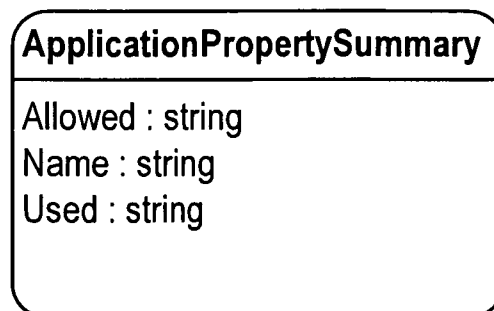 ApplicationPropertySummary
Allowed : string
Name : string
Used : string